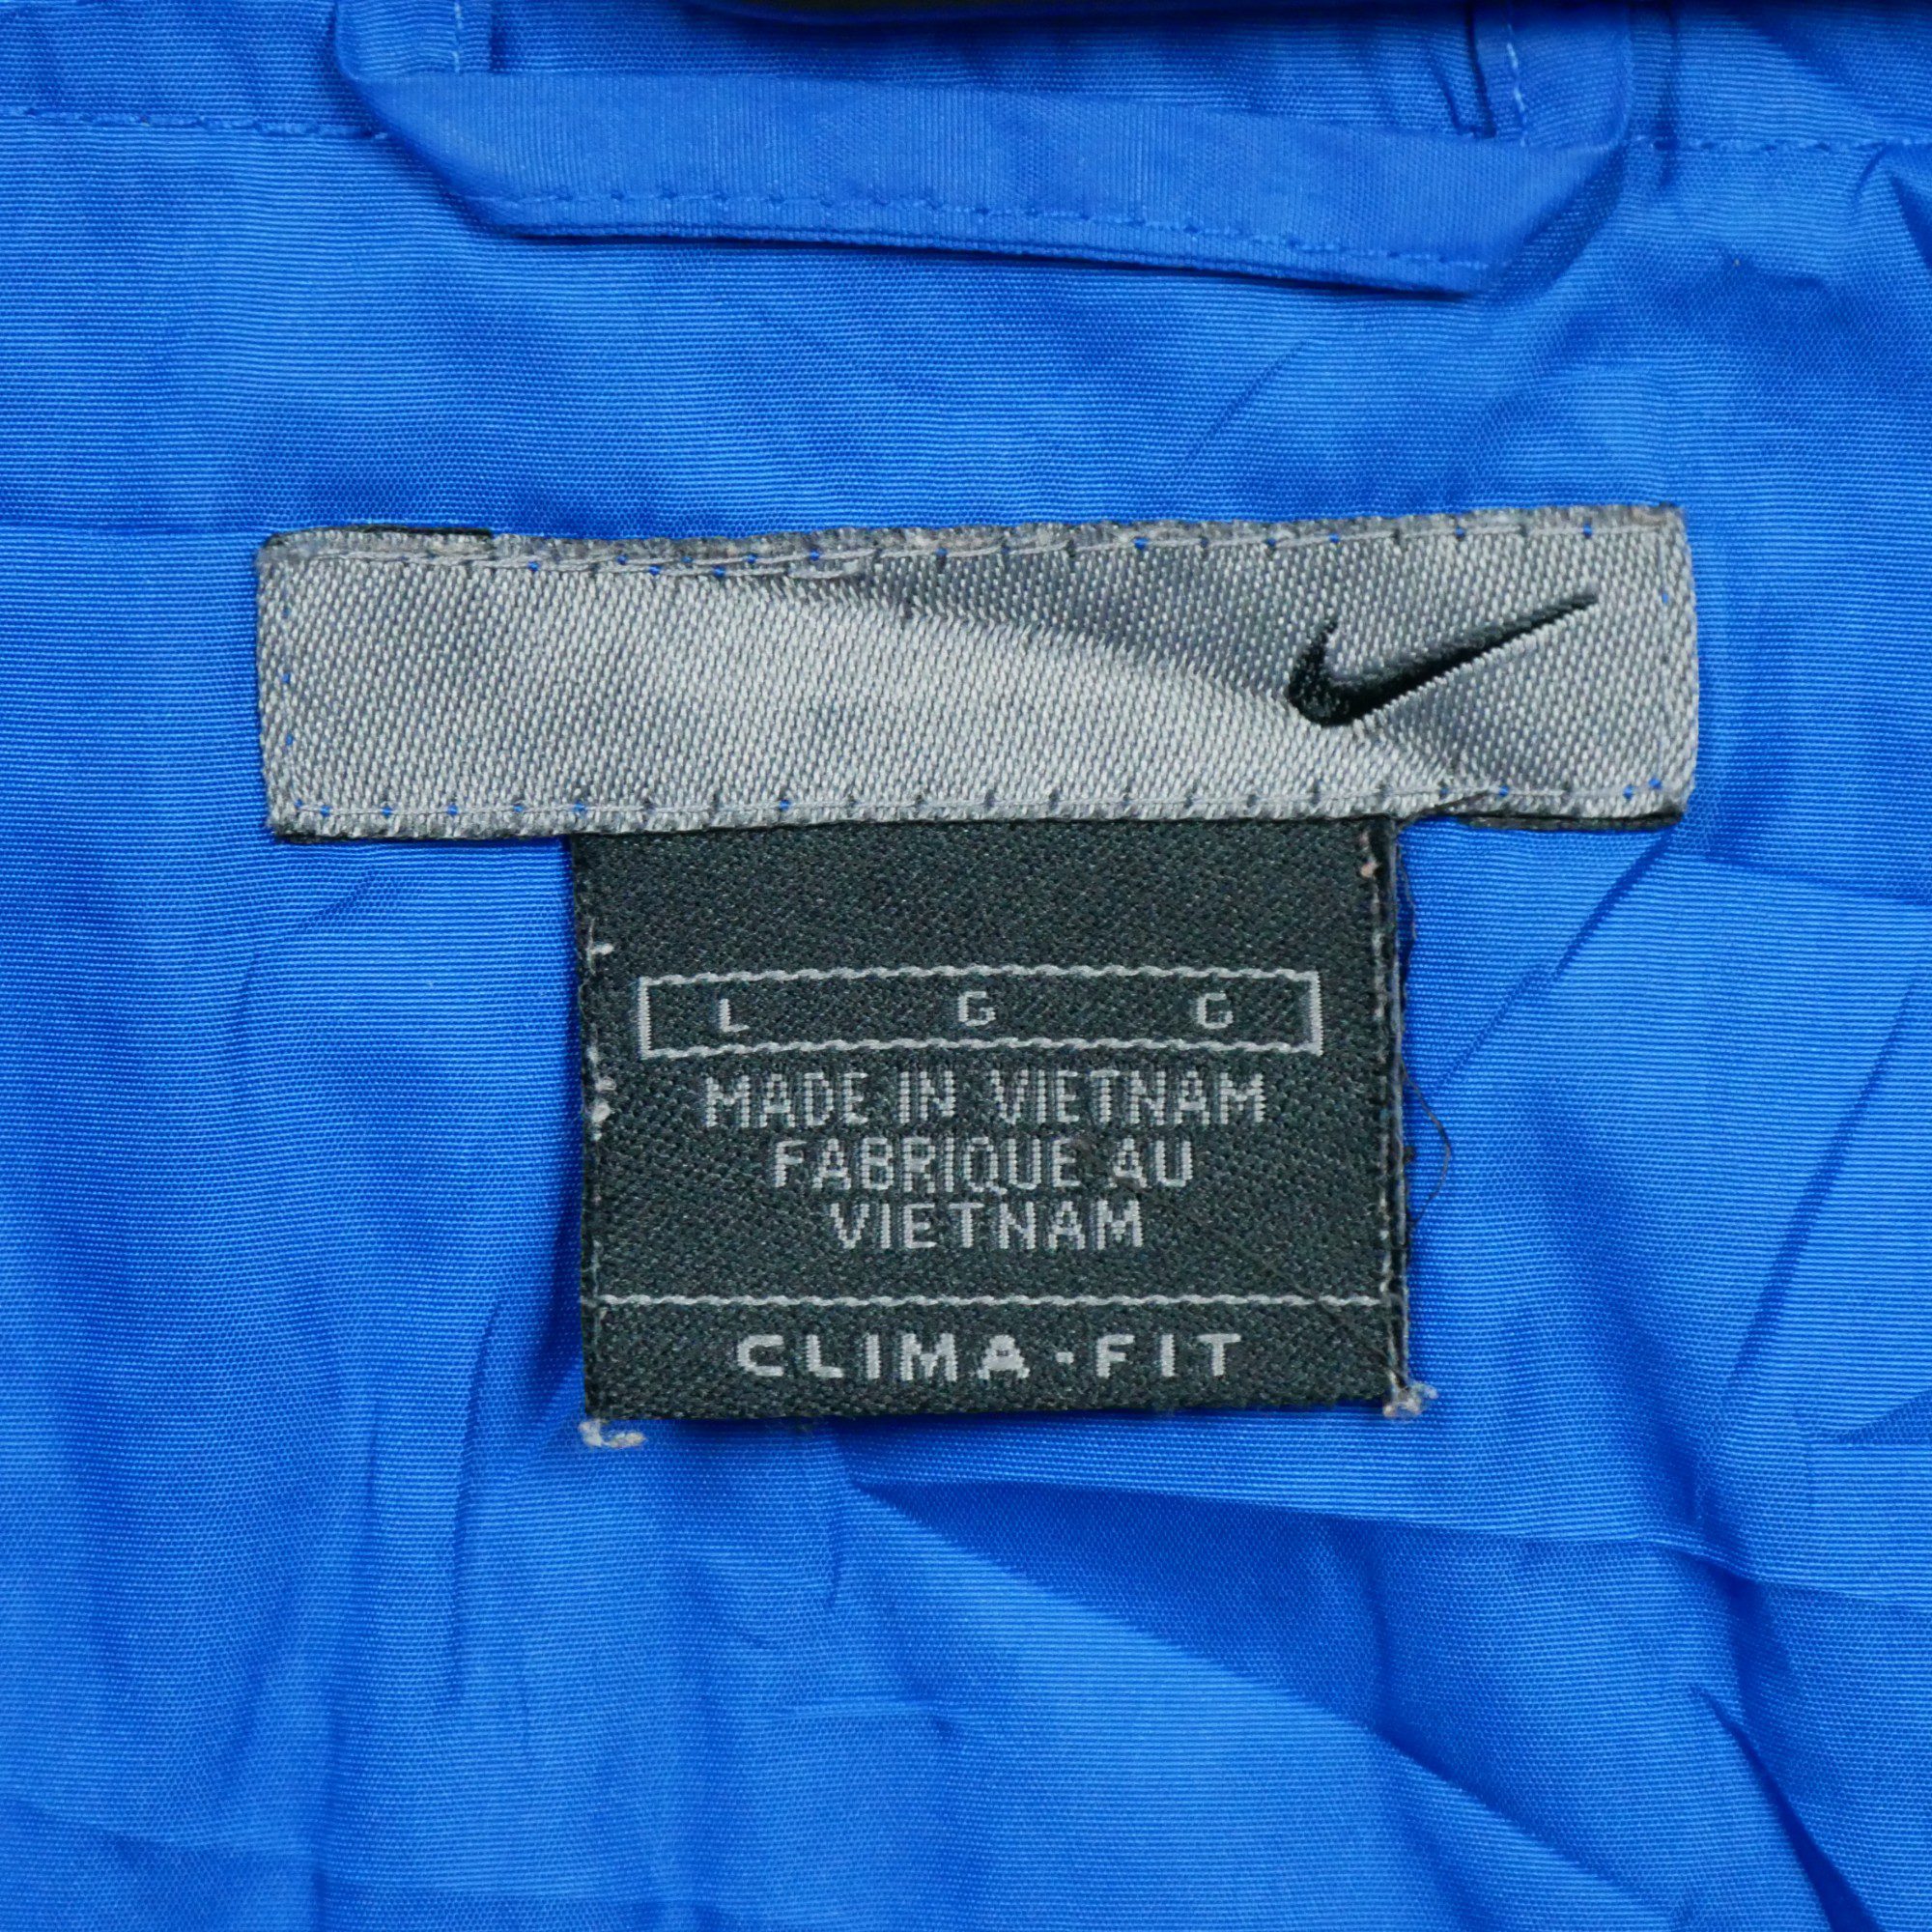 L G G
MADE IN VIETNAM
FABRIQUE AU
VIETNAM
CLIMA-FIT